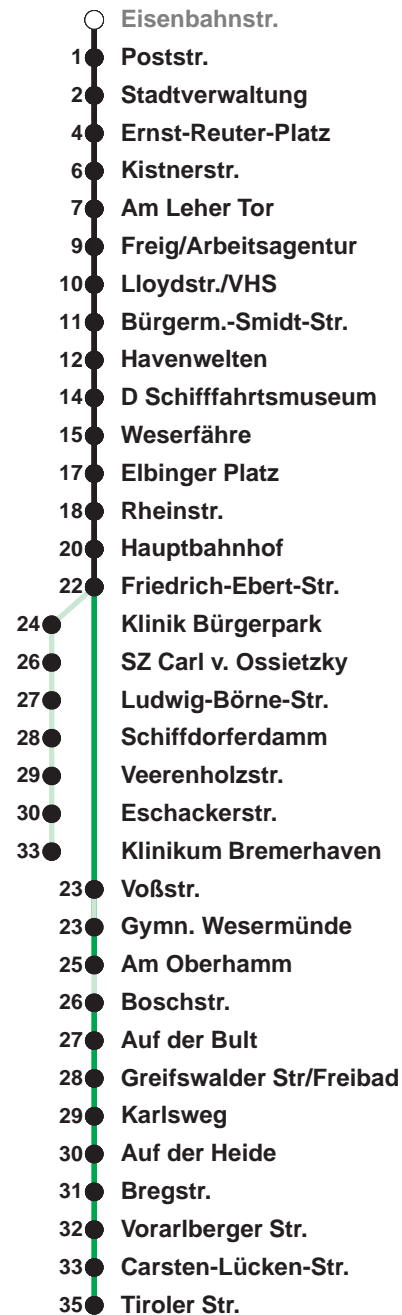 Eisenbahnstr.
1 Poststr.
2 Stadtverwaltung
4 Ernst-Reuter-Platz
6 Kistnerstr.
7 Am Leher Tor
9 Freig/Arbeitsagentur
10 Lloydstr./VHS
11 Bürgerm.-Smidt-Str.
12 Havenwelten
14 D Schifffahrtsmuseum
15 Weserfähre
17 Elbinger Platz
18 Rheinstr.
20 Hauptbahnhof
22 Friedrich-Ebert-Str.
24 Klinik Bürgerpark
26 SZ Carl v. Ossietzky
27 Ludwig-Börne-Str.
28 Schiffdorferdamm
29 Veerenholzstr.
30 Eschackerstr.
33 Klinikum Bremerhaven
23 Voßstr.
23 Gymn. Wesermünde
25 Am Oberhamm
26 Boschstr.
27 Auf der Bult
28 Greifswalder Str/Freibad
29 Karlsweg
30 Auf der Heide
31 Bregstr.
32 Vorarlberger Str.
33 Carsten-Lücken-Str.
35 Tiroler Str.